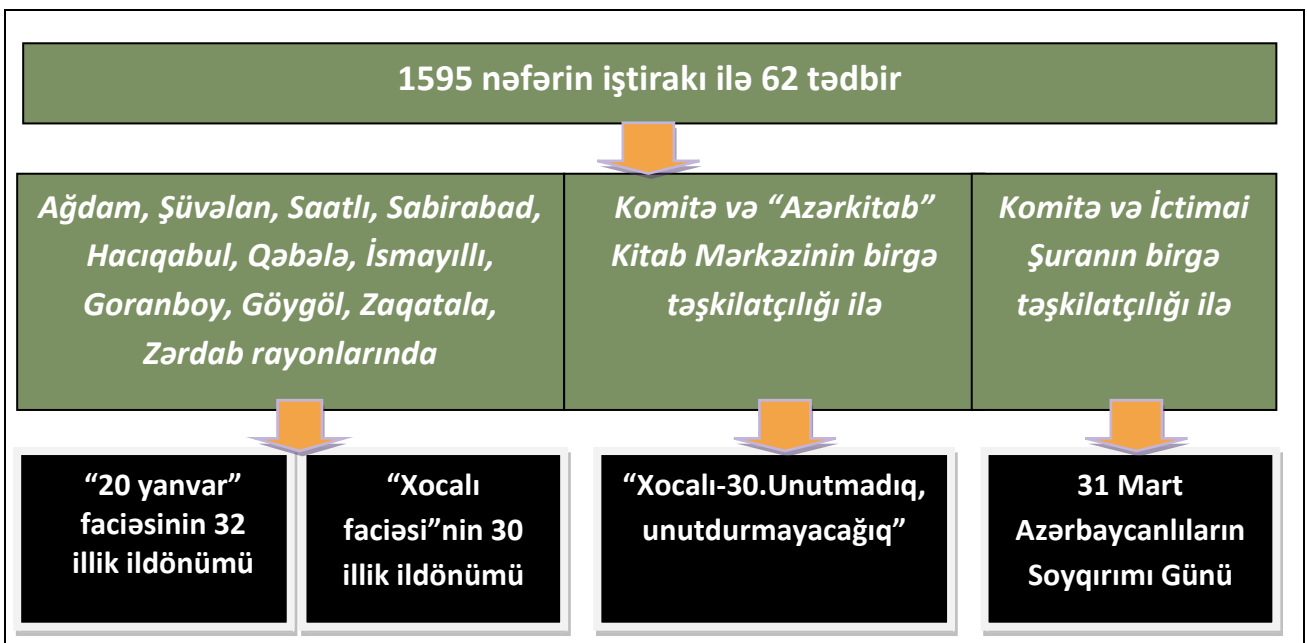 1595 nəfərin iştirakı ilə 62 tədbir
Ağdam, Şüvəlan, Saatlı, Sabirabad,
Hacıqabul, Qəbələ, İsmayıllı,
Goranboy, Göygöl, Zaqatala,
Zərdab rayonlarında
Komitə və “Azərkitab”
Kitab Mərkəzinin birgə
təşkilatçılığı ilə
Komitə və İctimai
Şuranın birgə
təşkilatçılığı ilə
“20 yanvar”
faciəsinin 32
illik ildönümü
“Xocalı
faciəsi”nin 30
illik ildönümü
“Xocalı-30.Unutmadıq,
unutdurmayacağıq”
31 Mart
Azərbaycanlıların
Soyqırımı Günü